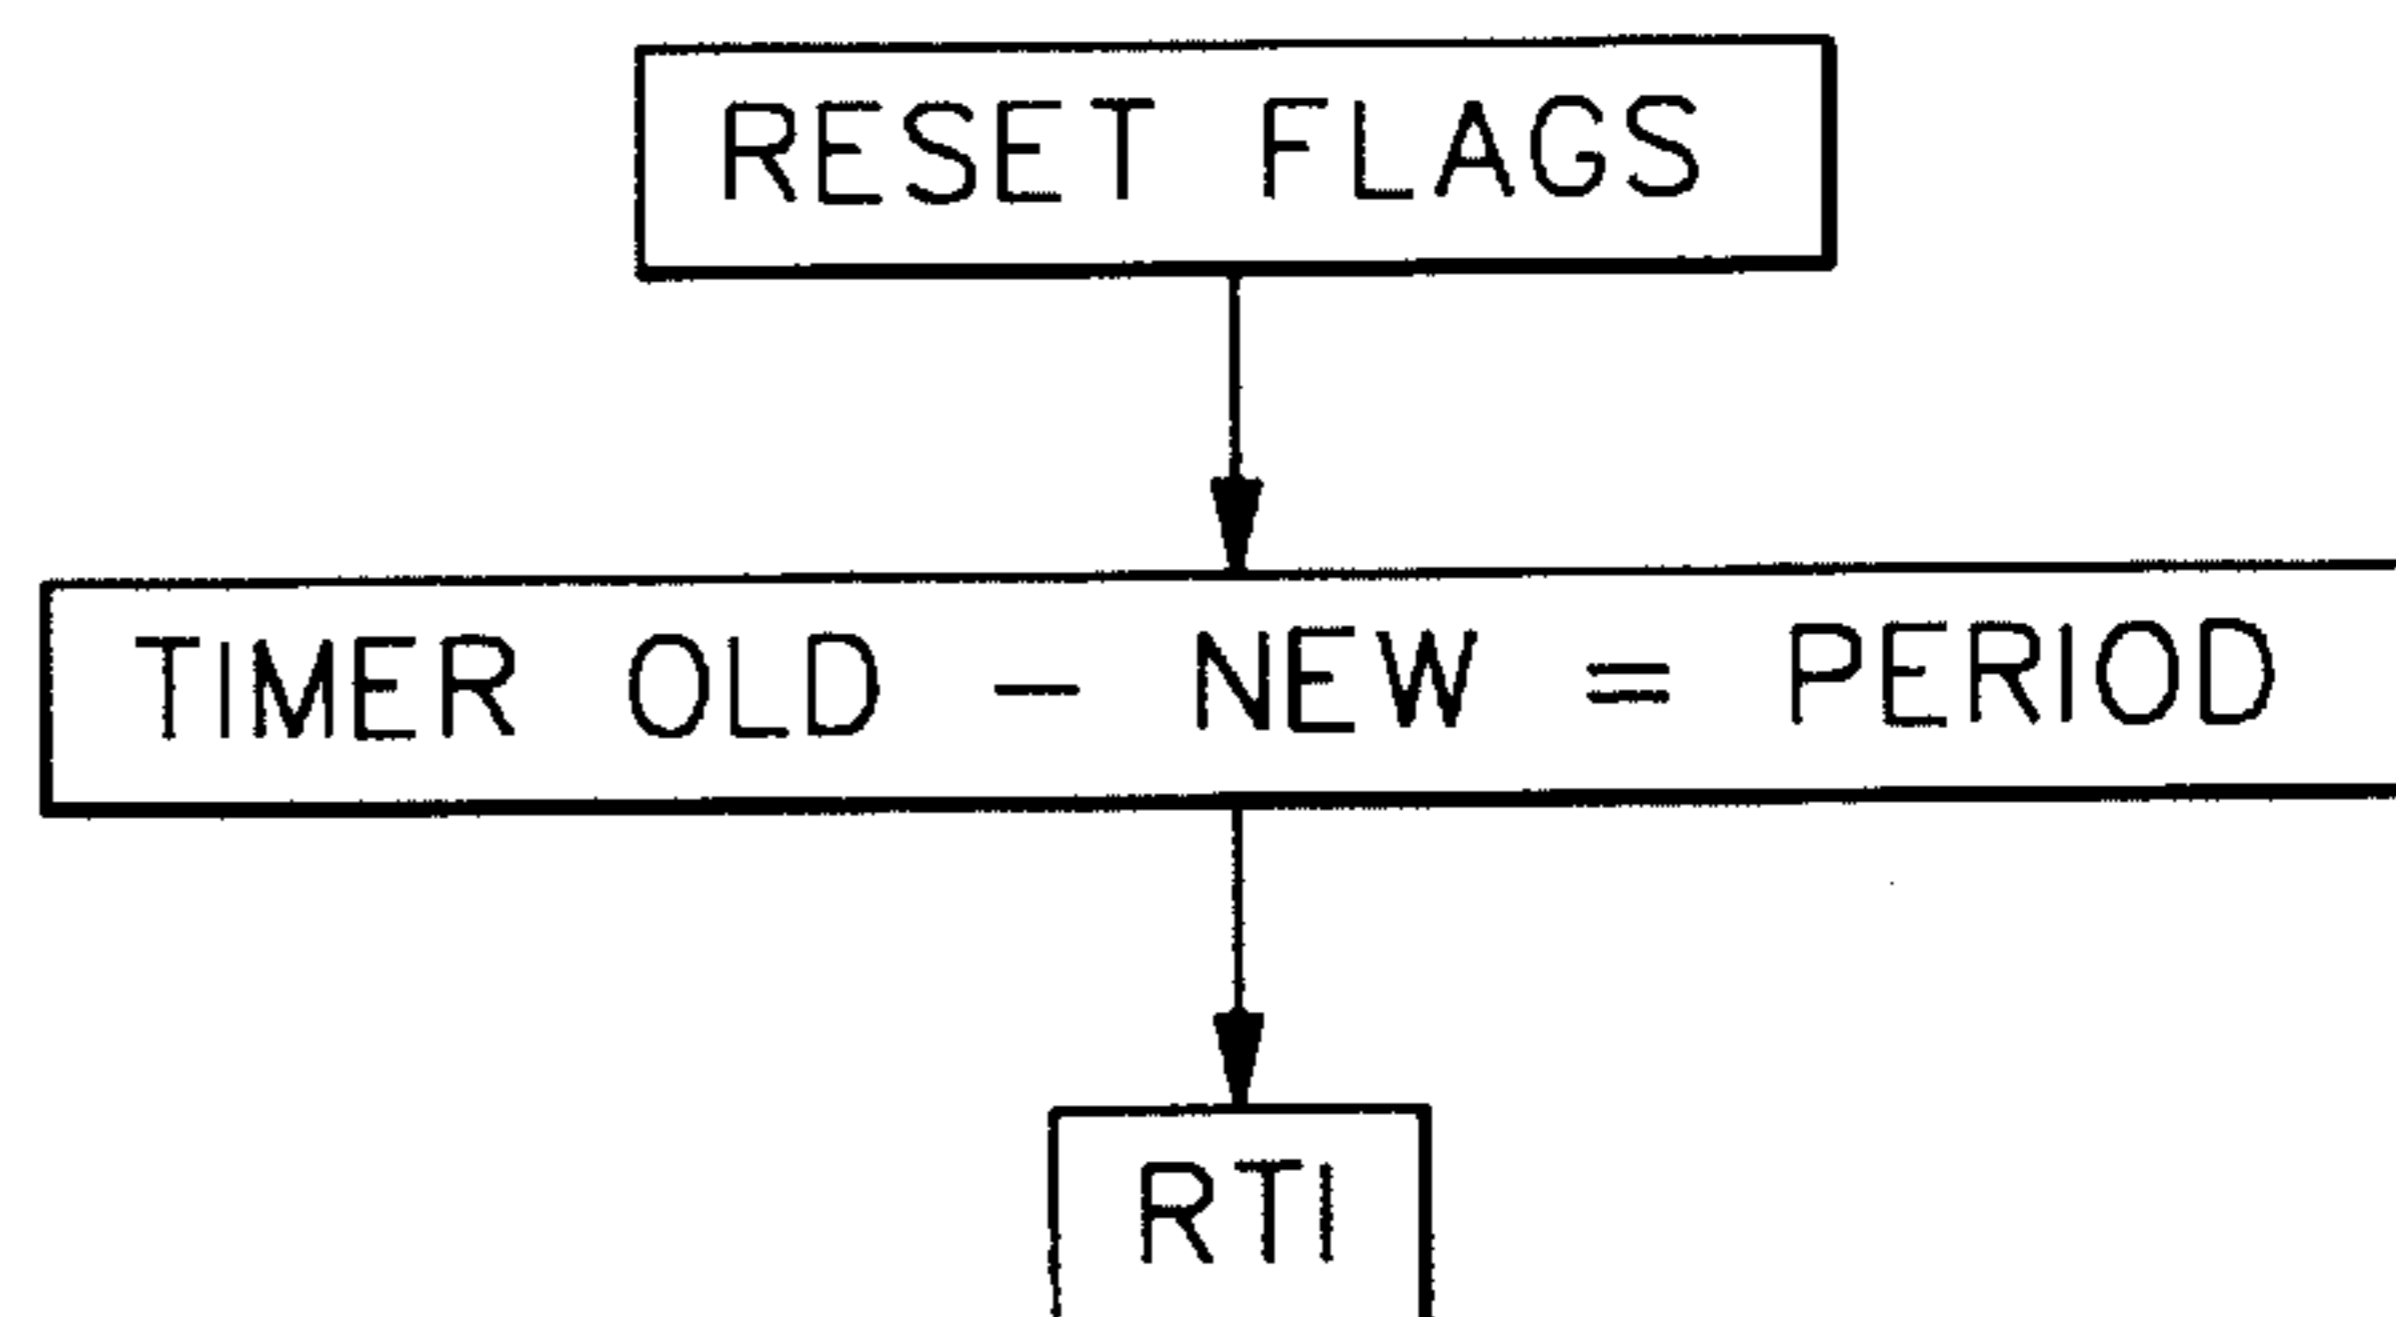 RESET FLAGS
TIMER OLD - NEW = PERIOD
RTI